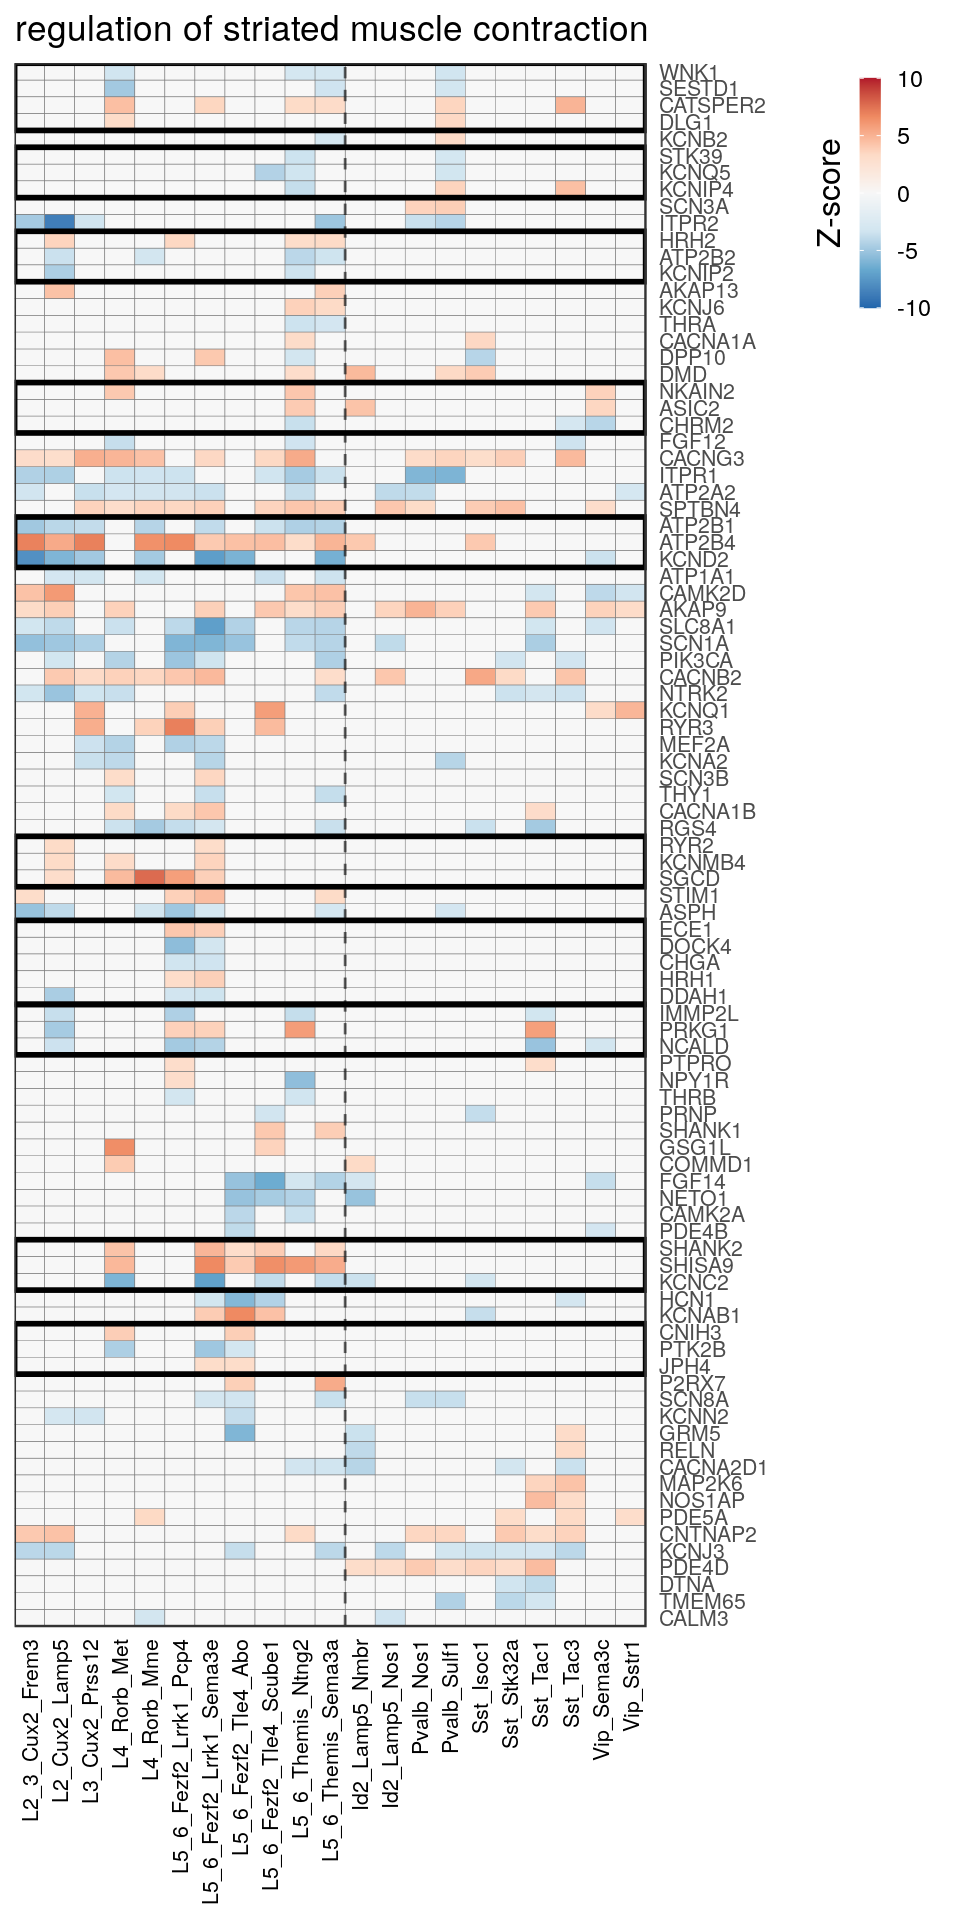 regulation of striated muscle contraction
WNK1
SESTD1
CATSPER2
DLG1
KCNB2
STK39
KCNQ5
KCNIP4
SCN3A
ITPR2
HRH2
ATP2B2
KCNIP2
AKAP13
KCNJ6
THRA
CACNA1A
DPP10
DMD
NKAIN2
ASIC2
CHRM2
FGF12
CACNG3
ITPR1
ATP2A2
SPTBN4
ATP2B1
ATP2B4
KCND2
ATP1A1
CAMK2D
AKAP9
SLC8A1
SCN1A
PIK3CA
CACNB2
NTRK2
KCNQ1
RYR3
MEF2A
KCNA2
SCN3B
THY1
CACNA1B
RGS4
RYR2
KCNMB4
SGCD
STIM1
ASPH
ECE1
DOCK4
CHGA
HRH1
DDAH1
IMMP2L
PRKG1
NCALD
PTPRO
NPY1R
THRB
PRNP
SHANK1
GSG1L
COMMD1
FGF14
NETO1
CAMK2A
PDE4B
SHANK2
SHISA9
KCNC2
HCN1
KCNAB1
CNIH3
PTK2B
JPH4
P2RX7
SCN8A
KCNN2
GRM5
RELN
CACNA2D1
MAP2K6
NOS1AP
PDE5A
CNTNAP2
KCNJ3
PDE4D
DTNA
TMEM65
CALM3
L2_3_Cux2_Frem3
L2_Cux2_Lamp5
L3_Cux2_Prss12
L4_Rorb_Met
L4_Rorb_Mme
L5_6_Fezf2_Lrrk1_Pcp4
L5_6_Fezf2_Lrrk1_Sema3e
L5_6_Fezf2_Tle4_Abo
L5_6_Fezf2_Tle4_Scube1
L5_6_Themis_Ntng2
L5_6_Themis_Sema3a
Id2_Lamp5_Nmbr
Id2_Lamp5_Nos1
Pvalb_Nos1
Pvalb_Sulf1
Sst_Isoc1
Sst_Stk32a
Sst_Tac1
Sst_Tac3
Vip_Sema3c
Vip_Sstr1
Z-score
10
5
0
-5
-10